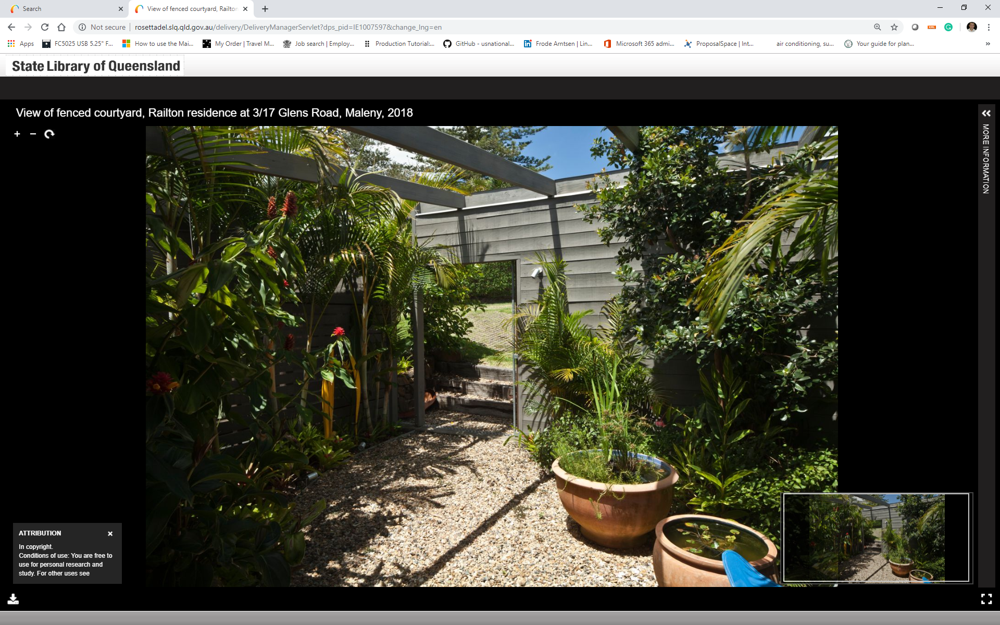 Search
View of fenced courtyard, Railton
Not secure
rosettadel.slq.qld.gov.au/delivery/DeliveryManagerServlet?dps_pid=IE1007597&change_lng=en
Apps
FC5025 USB 5.25" F...
How to use the Mai...
My Order | Travel M...
Job search | Employ...
Production Tutorial:...
GitHub - usnational...
Frode Arntsen | Lin...
Microsoft 365 admi...
ProposalSpace | Int...
air conditioning, su...
Your guide for plan...
State Library of Queensland
View of fenced courtyard, Railton residence at 3/17 Glens Road, Maleny, 2018
MORE INFORMATION
ATTRIBUTION
In copyright.
Conditions of use: You are free to
use for personal research and
study. For other uses see